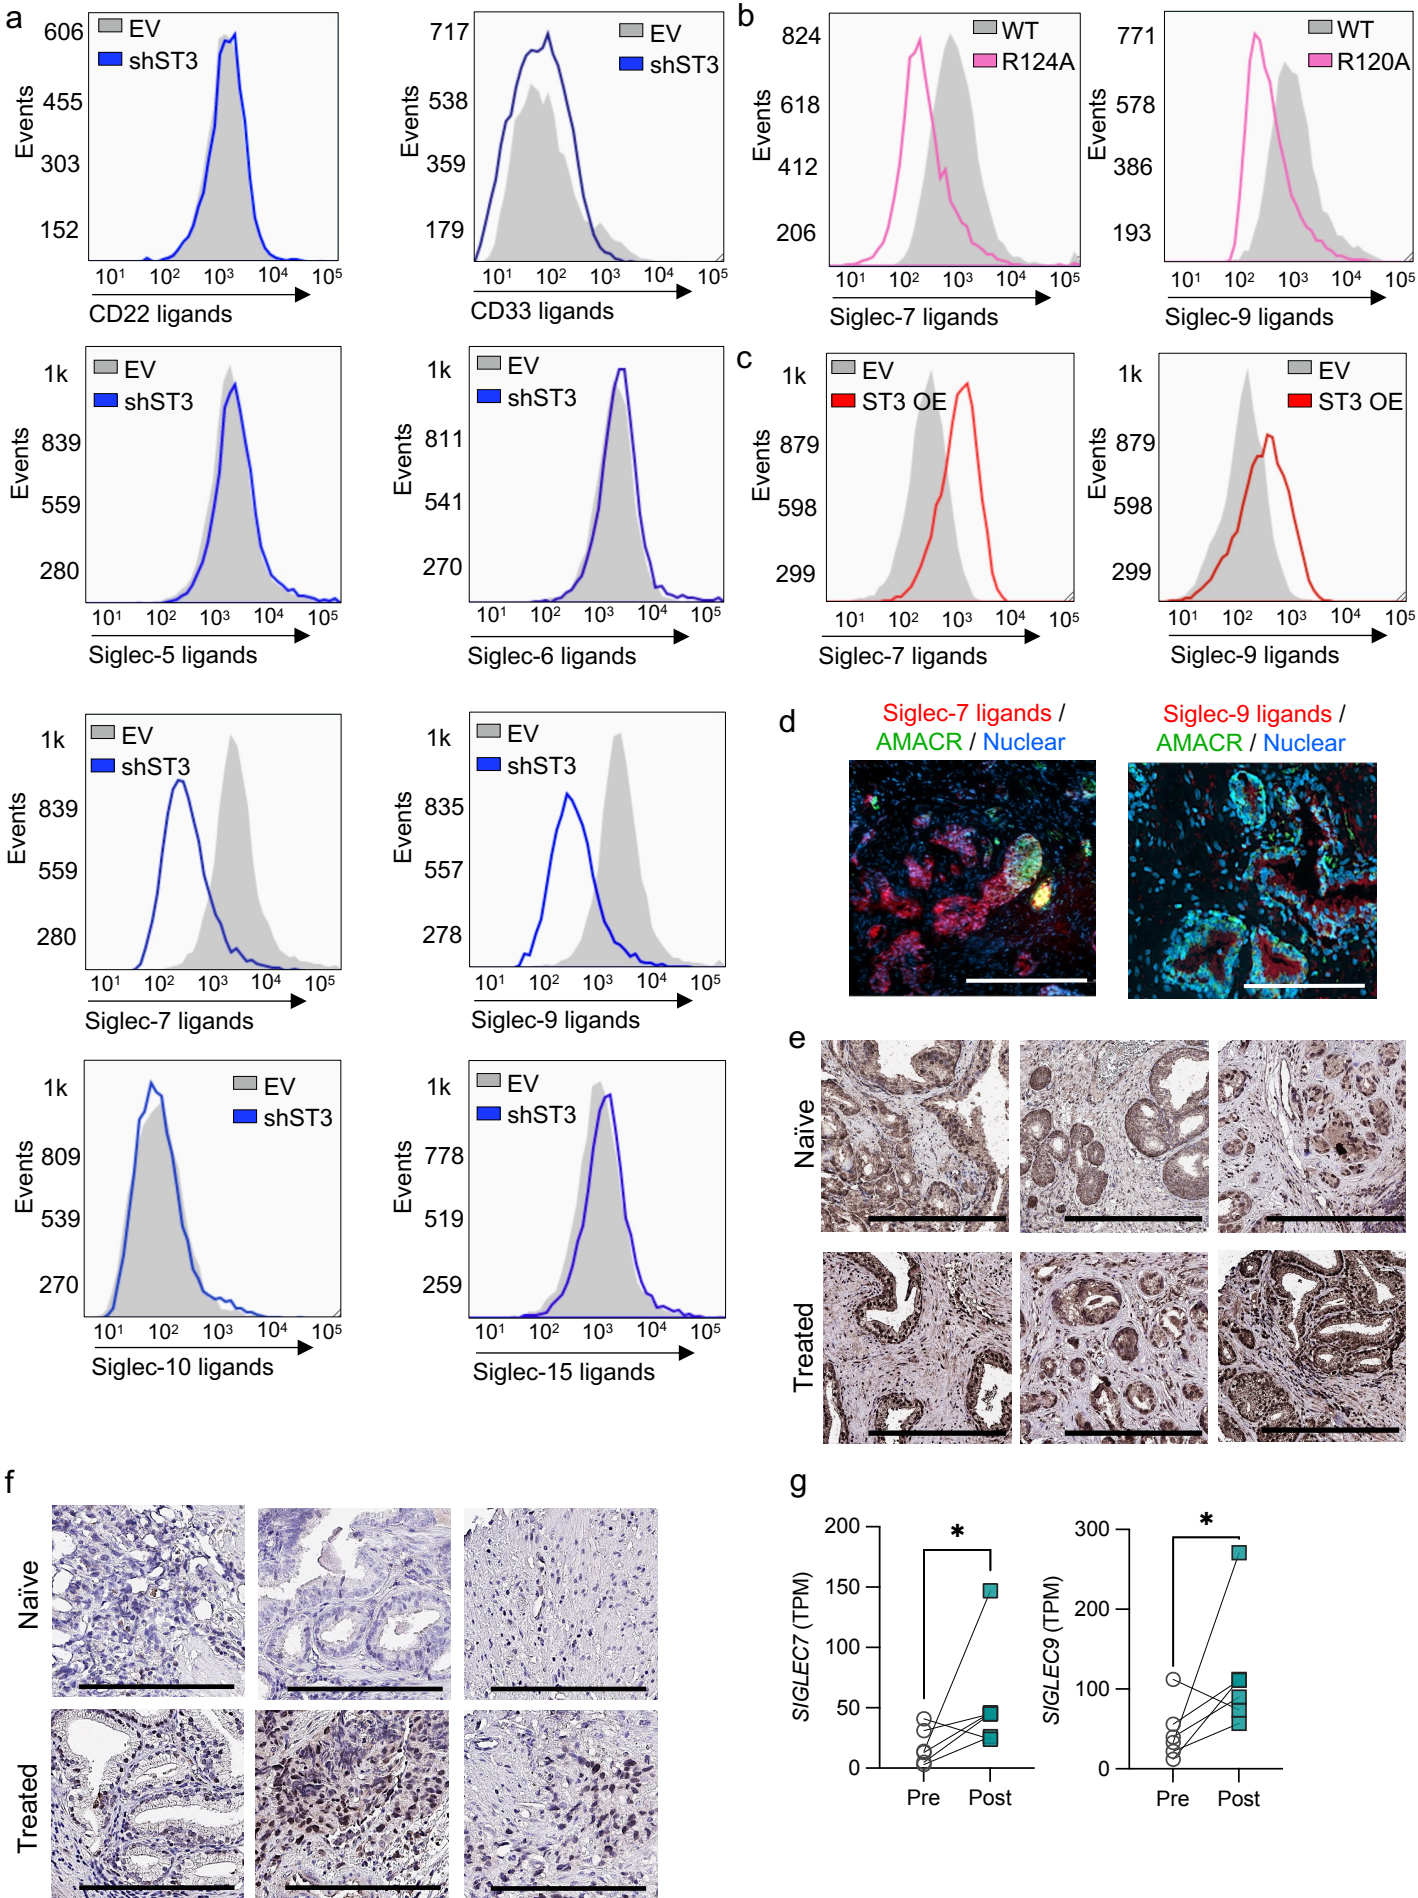 a
606
455
303
152
Events
EV
shST3
10¹ 10² 10³ 10⁴ 10⁵
CD22 ligands
717
538
359
179
Events
EV
shST3
10¹ 10² 10³ 10⁴ 10⁵
CD33 ligands
1k
839
559
280
Events
EV
shST3
10¹ 10² 10³ 10⁴ 10⁵
Siglec-5 ligands
1k
811
541
270
Events
EV
shST3
10¹ 10² 10³ 10⁴ 10⁵
Siglec-6 ligands
1k
839
559
280
Events
EV
shST3
10¹ 10² 10³ 10⁴ 10⁵
Siglec-7 ligands
1k
835
557
278
Events
EV
shST3
10¹ 10² 10³ 10⁴ 10⁵
Siglec-9 ligands
1k
809
539
270
Events
EV
shST3
10¹ 10² 10³ 10⁴ 10⁵
Siglec-10 ligands
1k
778
519
259
Events
EV
shST3
10¹ 10² 10³ 10⁴ 10⁵
Siglec-15 ligands
b
824
618
412
206
Events
WT
R124A
10¹ 10² 10³ 10⁴ 10⁵
Siglec-7 ligands
771
578
386
193
Events
WT
R120A
10¹ 10² 10³ 10⁴ 10⁵
Siglec-9 ligands
c
1k
879
598
299
Events
EV
ST3 OE
10¹ 10² 10³ 10⁴ 10⁵
Siglec-7 ligands
1k
879
598
299
Events
EV
ST3 OE
10¹ 10² 10³ 10⁴ 10⁵
Siglec-9 ligands
d
Siglec-7 ligands /
AMACR / Nuclear
Siglec-9 ligands /
AMACR / Nuclear
e
Naïve
Treated
f
Naïve
Treated
g
200
150
100
50
0
SIGLEC7 (TPM)
*
Pre Post
300
200
100
0
SIGLEC9 (TPM)
*
Pre Post